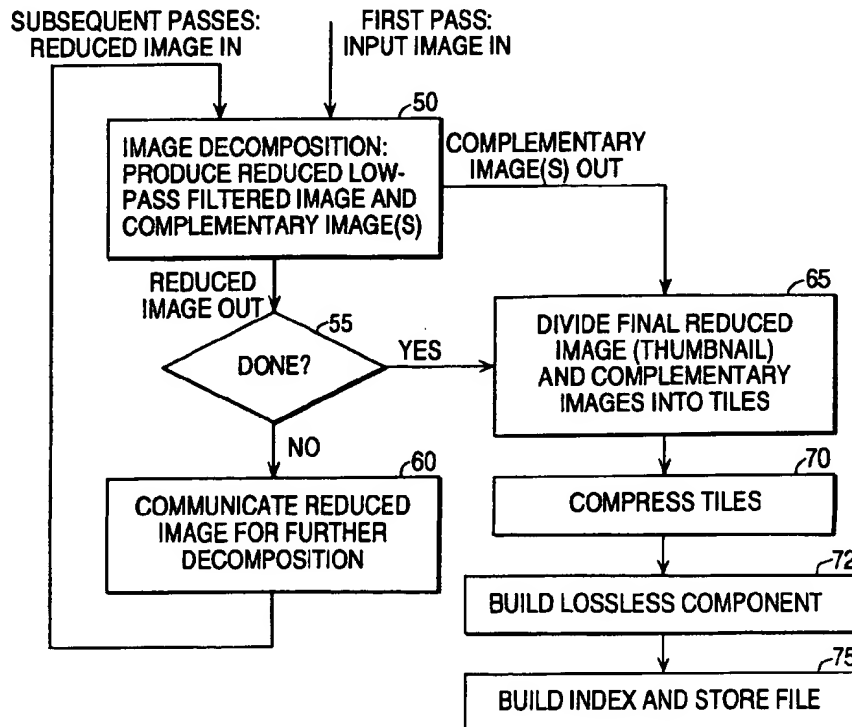 SUBSEQUENT PASSES:
REDUCED IMAGE IN
FIRST PASS:
INPUT IMAGE IN
50
IMAGE DECOMPOSITION:
PRODUCE REDUCED LOW-
PASS FILTERED IMAGE AND
COMPLEMENTARY IMAGE(S)
COMPLEMENTARY
IMAGE(S) OUT
REDUCED
IMAGE OUT
55
DONE?
YES
NO
65
DIVIDE FINAL REDUCED
IMAGE (THUMBNAIL)
AND COMPLEMENTARY
IMAGES INTO TILES
60
COMMUNICATE REDUCED
IMAGE FOR FURTHER
DECOMPOSITION
70
COMPRESS TILES
72
BUILD LOSSLESS COMPONENT
75
BUILD INDEX AND STORE FILE